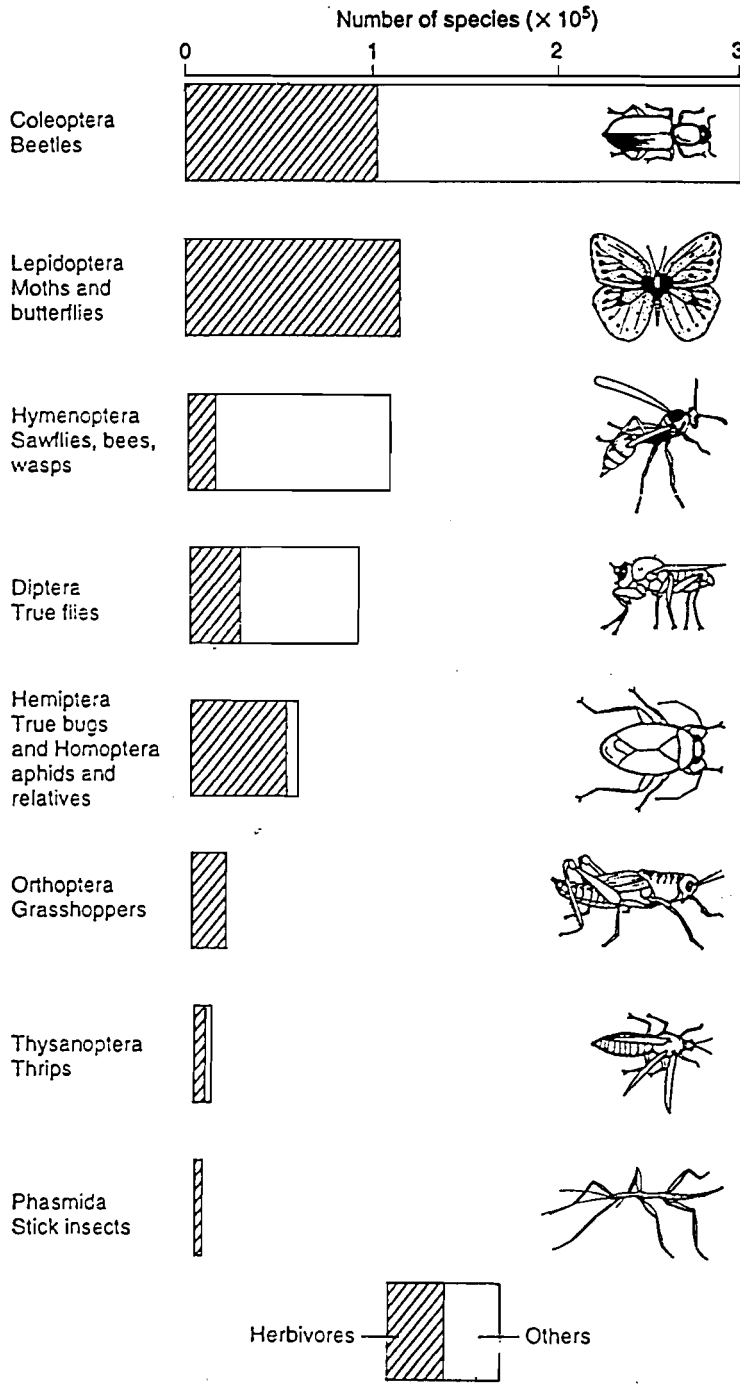 Number of species (× 10⁵)
0 1 2 3
Coleoptera
Beetles
Lepidoptera
Moths and
butterflies
Hymenoptera
Sawflies, bees,
wasps
Diptera
True flies
Hemiptera
True bugs
and Homoptera
aphids and
relatives
Orthoptera
Grasshoppers
Thysanoptera
Thrips
Phasmida
Stick insects
Herbivores
Others